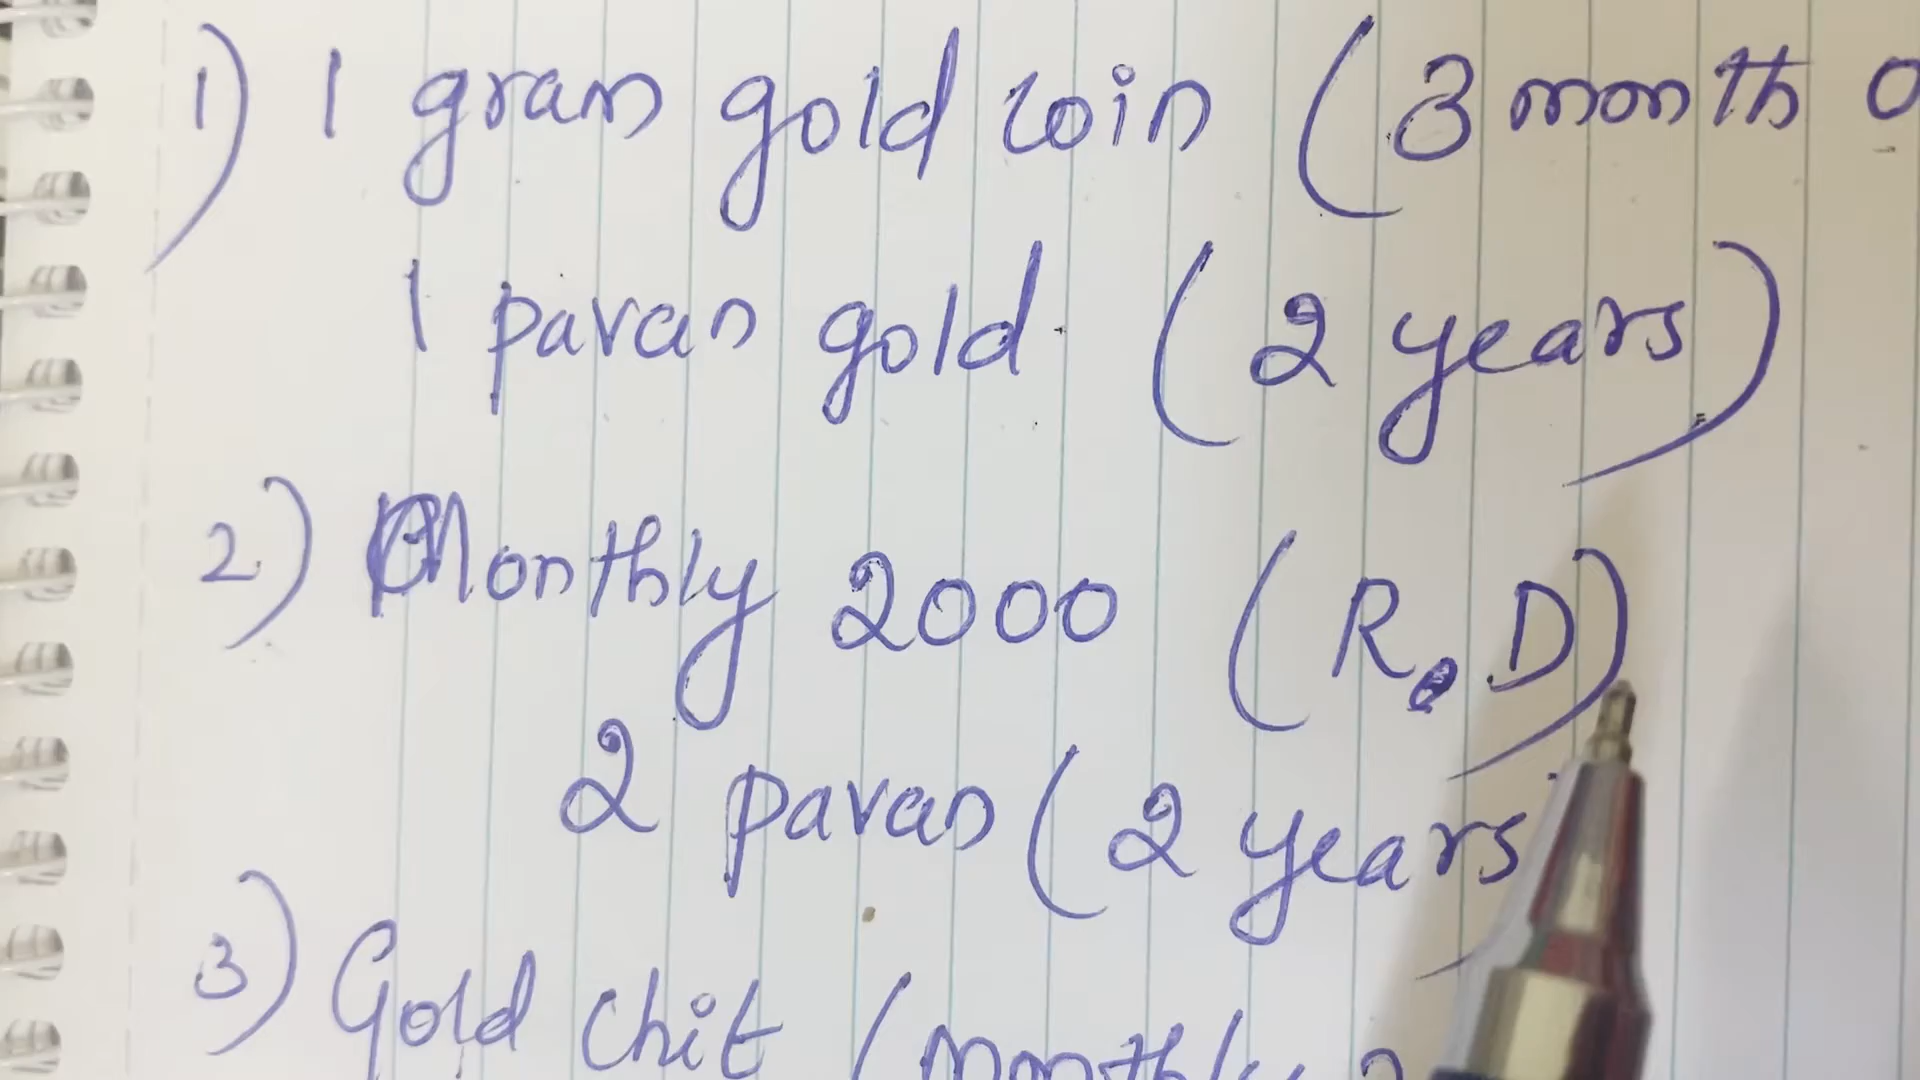 1) 1 gram gold coin (3 month
1 pavan gold (2 years)
2) Monthly 2000 (R.D)
2 pavan (2 years
3) Gold chit (monthly